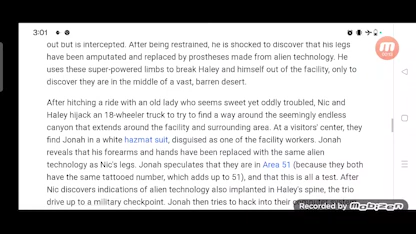 3:01
out but is intercepted. After being restrained, he is shocked to discover that his legs
have been amputated and replaced by prostheses made from alien technology. He
uses these super-powered limbs to break Haley and himself out of the facility, only to
discover they are in the middle of a vast, barren desert.
After hitching a ride with an old lady who seems sweet yet oddly troubled, Nic and
Haley hijack an 18-wheeler truck to try to find a way around the seemingly endless
canyon that extends around the facility and surrounding area. At a visitors' center, they
find Jonah in a white hazmat suit, disguised as one of the facility workers. Jonah
reveals that his forearms and hands have been replaced with the same alien
technology as Nic's legs. Jonah speculates that they are in Area 51 (because they both
have the same tattooed number, which adds up to 51), and that this is all a test. After
Nic discovers indications of alien technology also implanted in Haley's spine, the trio
drive up to a military checkpoint. Jonah then tries to hack into their
Recorded by Mobizen